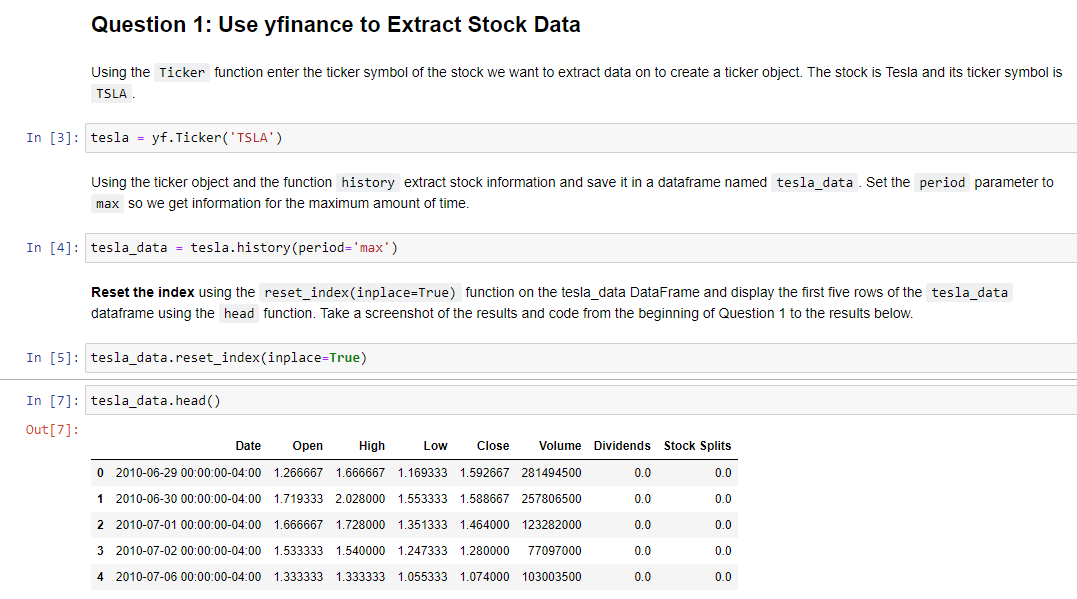 Question 1: Use yfinance to Extract Stock Data
Using the Ticker function enter the ticker symbol of the stock we want to extract data on to create a ticker object. The stock is Tesla and its ticker symbol is
TSLA .
In [3]: tesla = yf.Ticker('TSLA')
Using the ticker object and the function history extract stock information and save it in a dataframe named tesla_data . Set the period parameter to
max so we get information for the maximum amount of time.
In [4]: tesla_data = tesla.history(period='max')
Reset the index using the reset_index(inplace=True) function on the tesla_data DataFrame and display the first five rows of the tesla_data
dataframe using the head function. Take a screenshot of the results and code from the beginning of Question 1 to the results below.
In [5]: tesla_data.reset_index(inplace=True)
In [7]: tesla_data.head()
Out[7]:
Date Open High Low Close Volume Dividends Stock Splits
0 2010-06-29 00:00:00-04:00 1.266667 1.666667 1.169333 1.592667 281494500 0.0 0.0
1 2010-06-30 00:00:00-04:00 1.719333 2.028000 1.553333 1.588667 257806500 0.0 0.0
2 2010-07-01 00:00:00-04:00 1.666667 1.728000 1.351333 1.464000 123282000 0.0 0.0
3 2010-07-02 00:00:00-04:00 1.533333 1.540000 1.247333 1.280000 77097000 0.0 0.0
4 2010-07-06 00:00:00-04:00 1.333333 1.333333 1.055333 1.074000 103003500 0.0 0.0